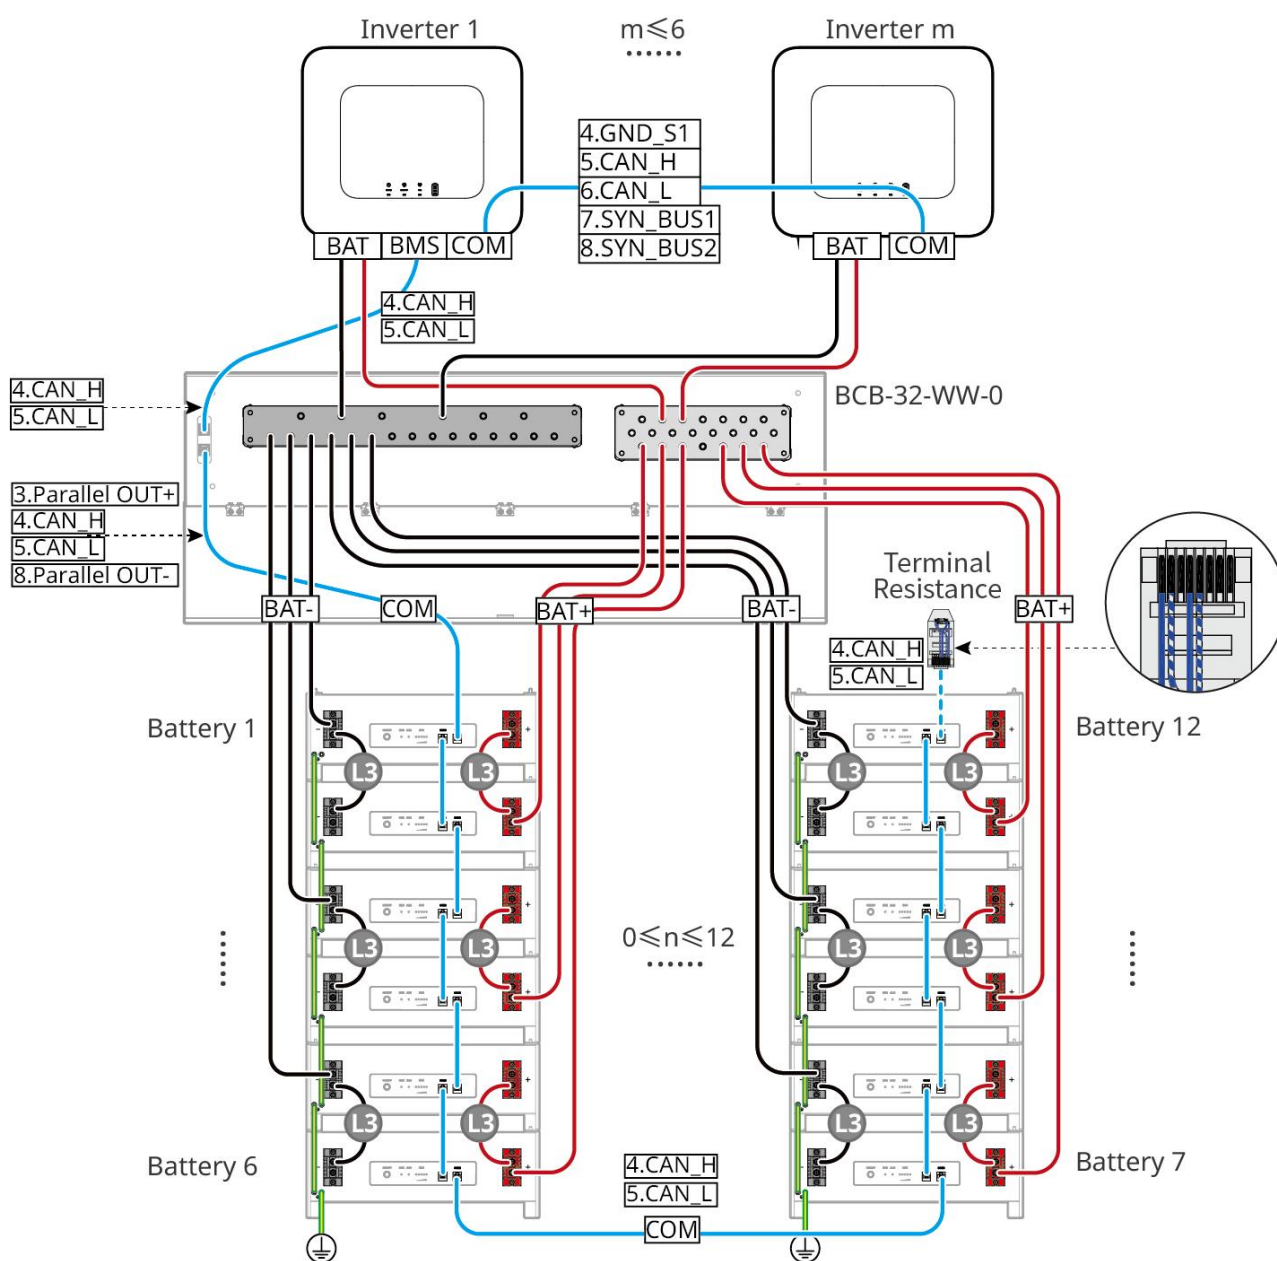 Inverter 1
m≤6
......
Inverter m
4.GND_S1
5.CAN_H
6.CAN_L
7.SYN_BUS1
8.SYN_BUS2
BAT
BMS
COM
BAT
COM
4.CAN_H
5.CAN_L
4.CAN_H
5.CAN_L
BCB-32-WW-0
3.Parallel OUT+
4.CAN_H
5.CAN_L
8.Parallel OUT-
Terminal
Resistance
BAT-
COM
BAT+
BAT-
BAT+
4.CAN_H
5.CAN_L
Battery 1
Battery 12
L3
L3
L3
L3
0≤n≤12
......
L3
L3
L3
L3
L3
L3
L3
L3
Battery 6
4.CAN_H
5.CAN_L
Battery 7
COM